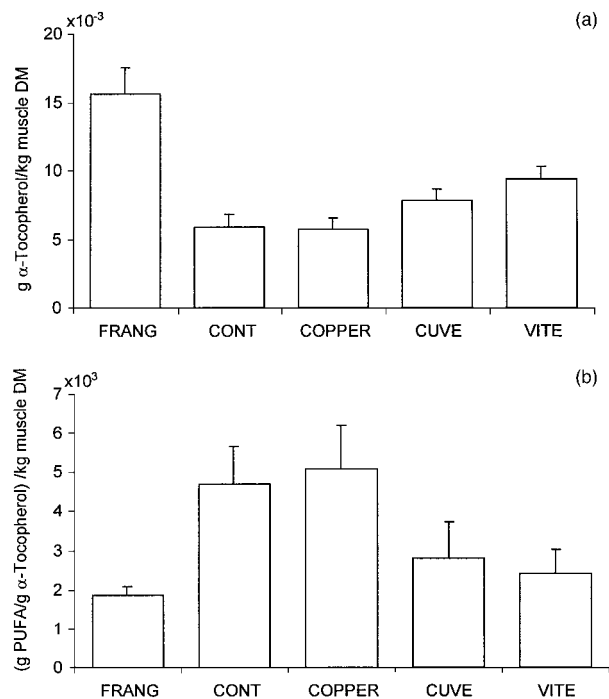 (a)
x10⁻³
20
15
10
5
0
g α-Tocopherol/kg muscle DM
FRANG CONT COPPER CUVE VITE
(b)
x10³
7
6
5
4
3
2
1
0
(g PUFA/g α-Tocopherol) /kg muscle DM
FRANG CONT COPPER CUVE VITE